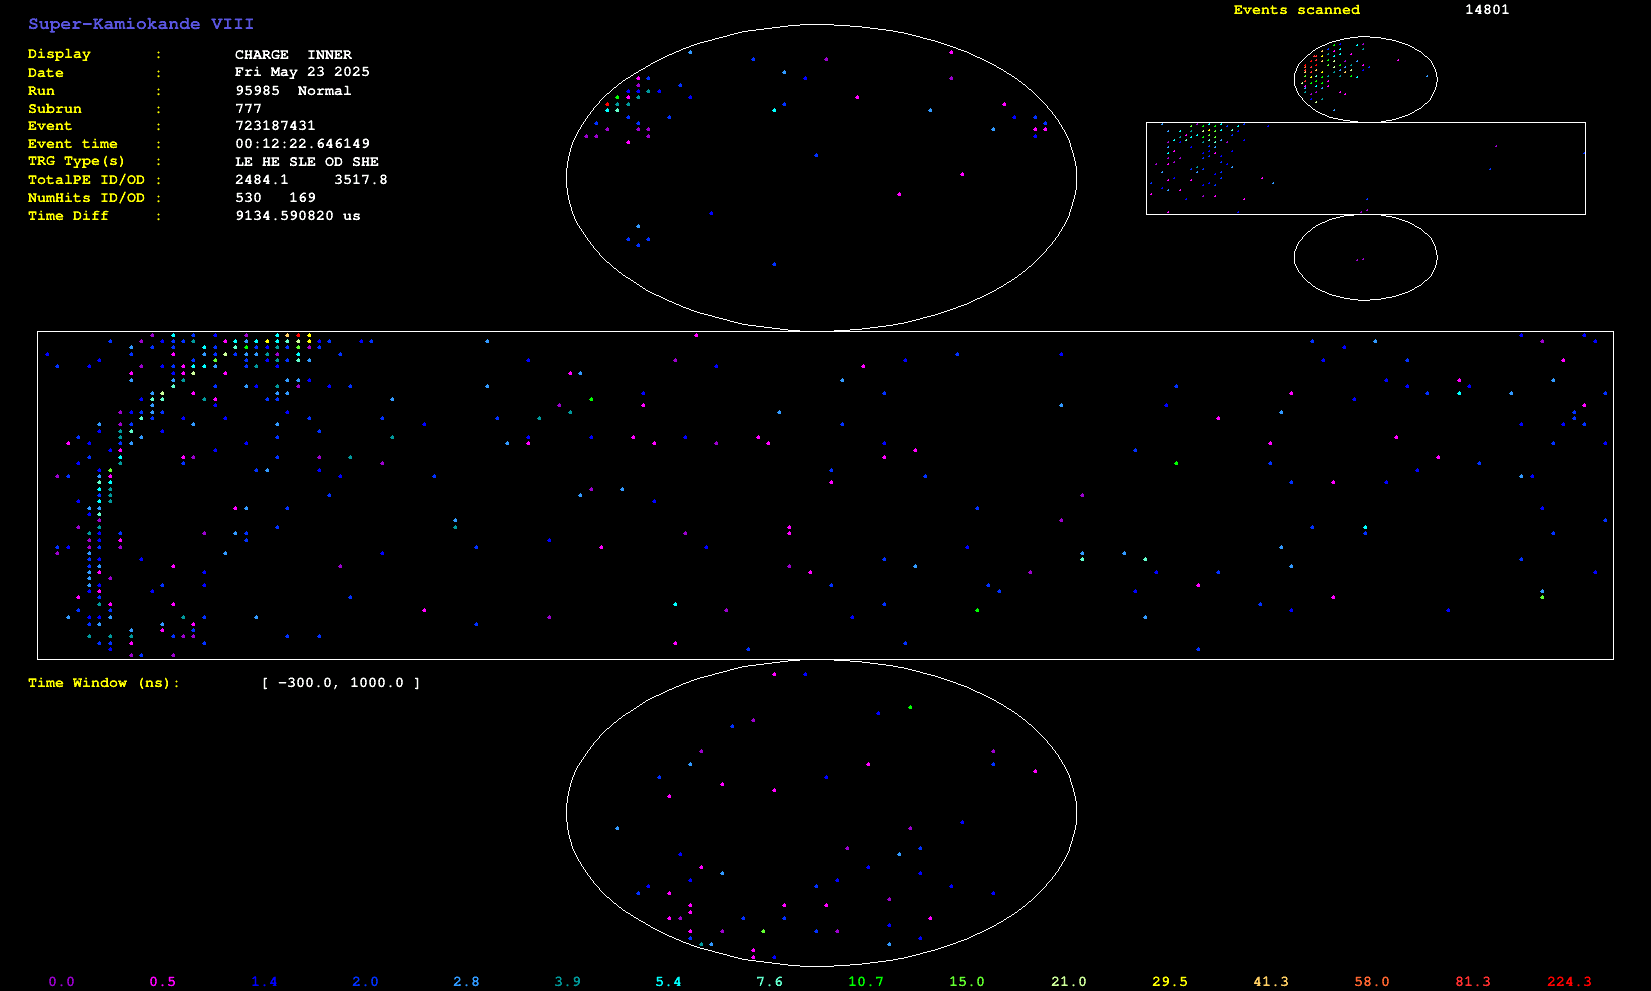 Super-Kamiokande VIII
Events scanned 14801
Display : CHARGE INNER
Date : Fri May 23 2025
Run : 95985 Normal
Subrun : 777
Event : 723187431
Event time : 00:12:22.646149
TRG Type(s) : LE HE SLE OD SHE
TotalPE ID/OD : 2484.1 3517.8
NumHits ID/OD : 530 169
Time Diff : 9134.590820 us
Time Window (ns): [ -300.0, 1000.0 ]
0.0 0.5 1.4 2.0 2.8 3.9 5.4 7.6 10.7 15.0 21.0 29.5 41.3 58.0 81.3 224.3